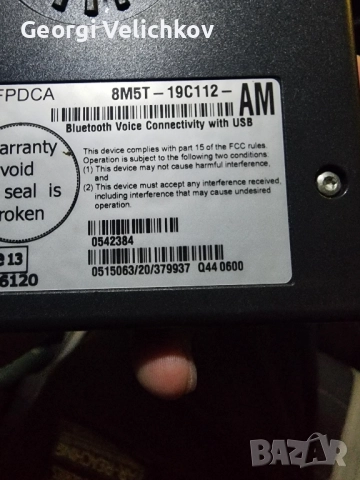 Georgi Velichkov
FPDCA 8M5T-19C112- AM
Bluetooth Voice Connectivity with USB
This device complies with part 15 of the FCC rules.
Operation is subject to the following two conditions.
(1) This device may not cause harmful interference,
and
(2) This device must accept any interference received,
including interference that may cause undesired
operation.
arranty
void
seal is
roken
0542384
0515063/20/379937 Q44 0600
e 13
6120
BAZAR
bg